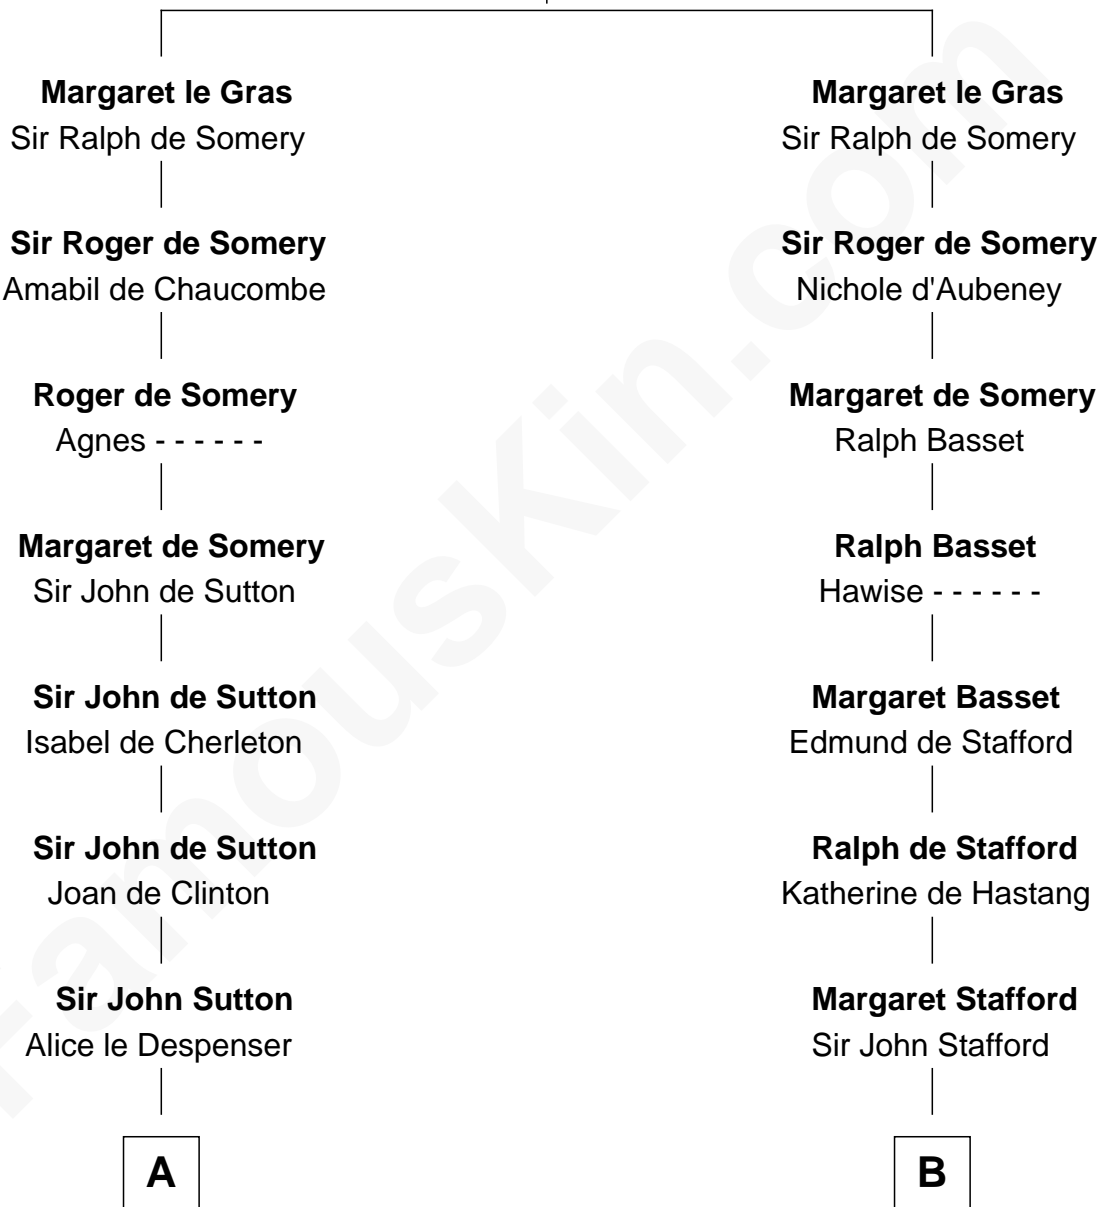 Margaret le Gras
Sir Ralph de Somery
Sir Roger de Somery
Amabil de Chaucombe
Roger de Somery
Agnes - - - - - -
Margaret de Somery
Sir John de Sutton
Sir John de Sutton
Isabel de Cherleton
Sir John de Sutton
Joan de Clinton
Sir John Sutton
Alice le Despenser
A
Margaret le Gras
Sir Ralph de Somery
Sir Roger de Somery
Nichole d'Aubeney
Margaret de Somery
Ralph Basset
Ralph Basset
Hawise - - - - - -
Margaret Basset
Edmund de Stafford
Ralph de Stafford
Katherine de Hastang
Margaret Stafford
Sir John Stafford
B
FamousKin.com